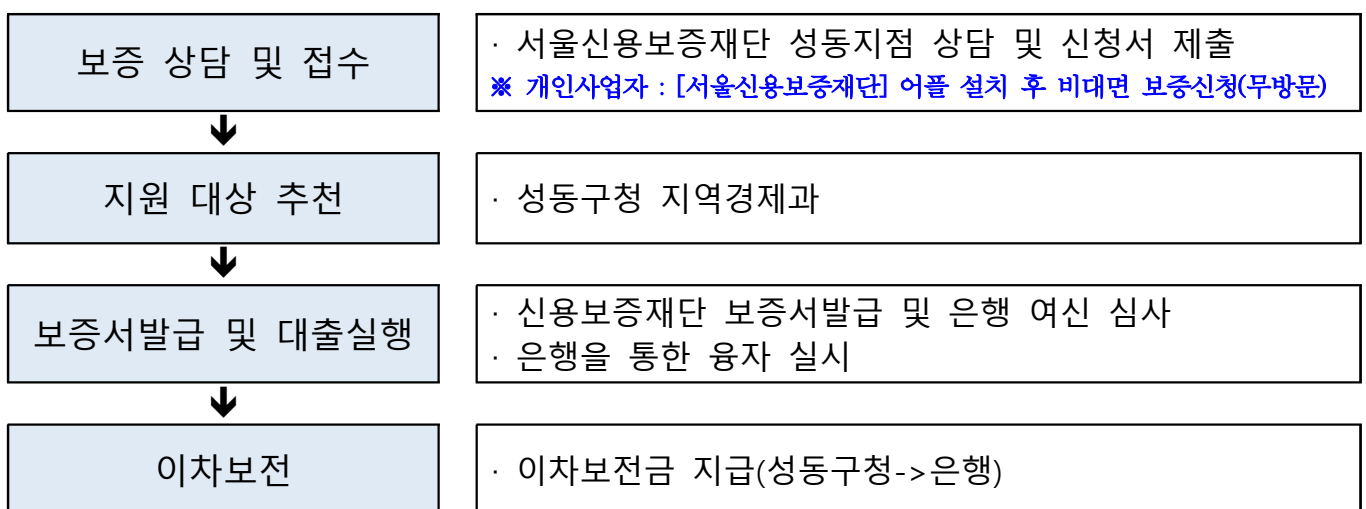 보증 상담 및 접수
· 서울신용보증재단 성동지점 상담 및 신청서 제출
※ 개인사업자 : [서울신용보증재단] 어플 설치 후 비대면 보증신청(무방문)
지원 대상 추천
· 성동구청 지역경제과
보증서발급 및 대출실행
· 신용보증재단 보증서발급 및 은행 여신 심사
· 은행을 통한 융자 실시
이차보전
· 이차보전금 지급(성동구청->은행)